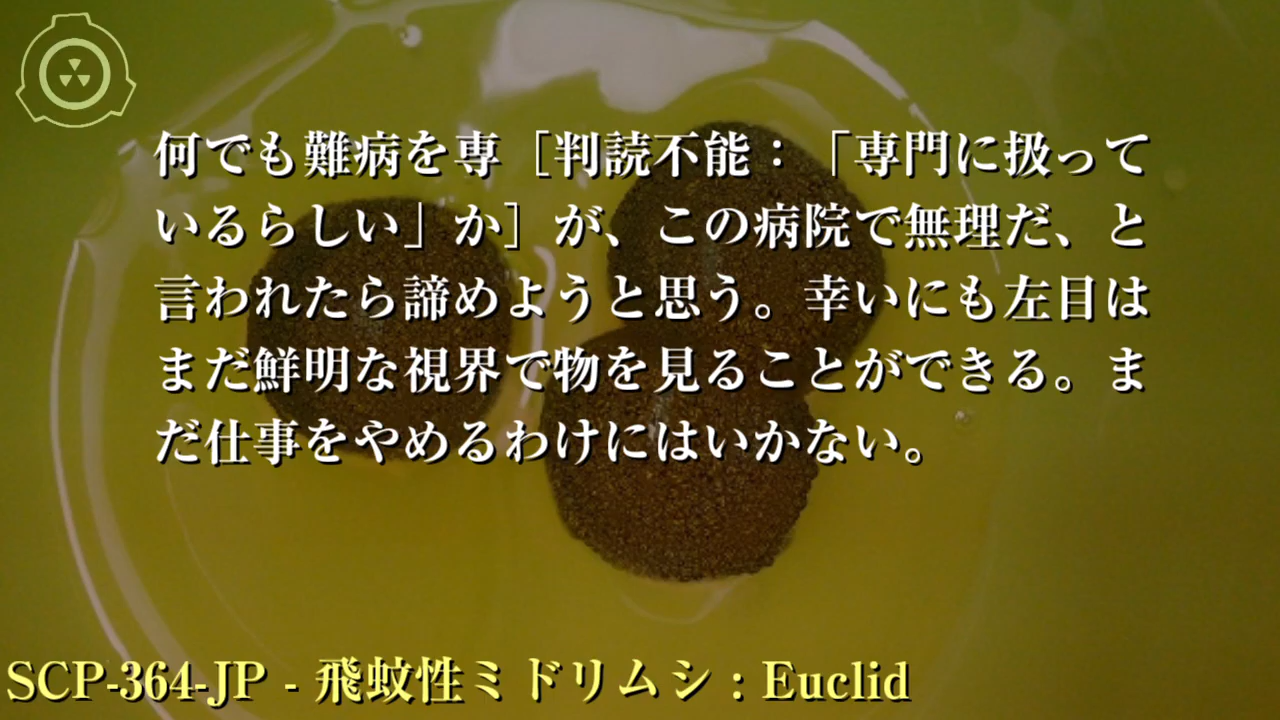 何でも難病を専［判読不能：「専門に扱って
いるらしい」か］が、この病院で無理だ、と
言われたら諦めようと思う。幸いにも左目は
まだ鮮明な視界で物を見ることができる。ま
だ仕事をやめるわけにはいかない。
SCP-364-JP - 飛蚊性ミドリムシ : Euclid